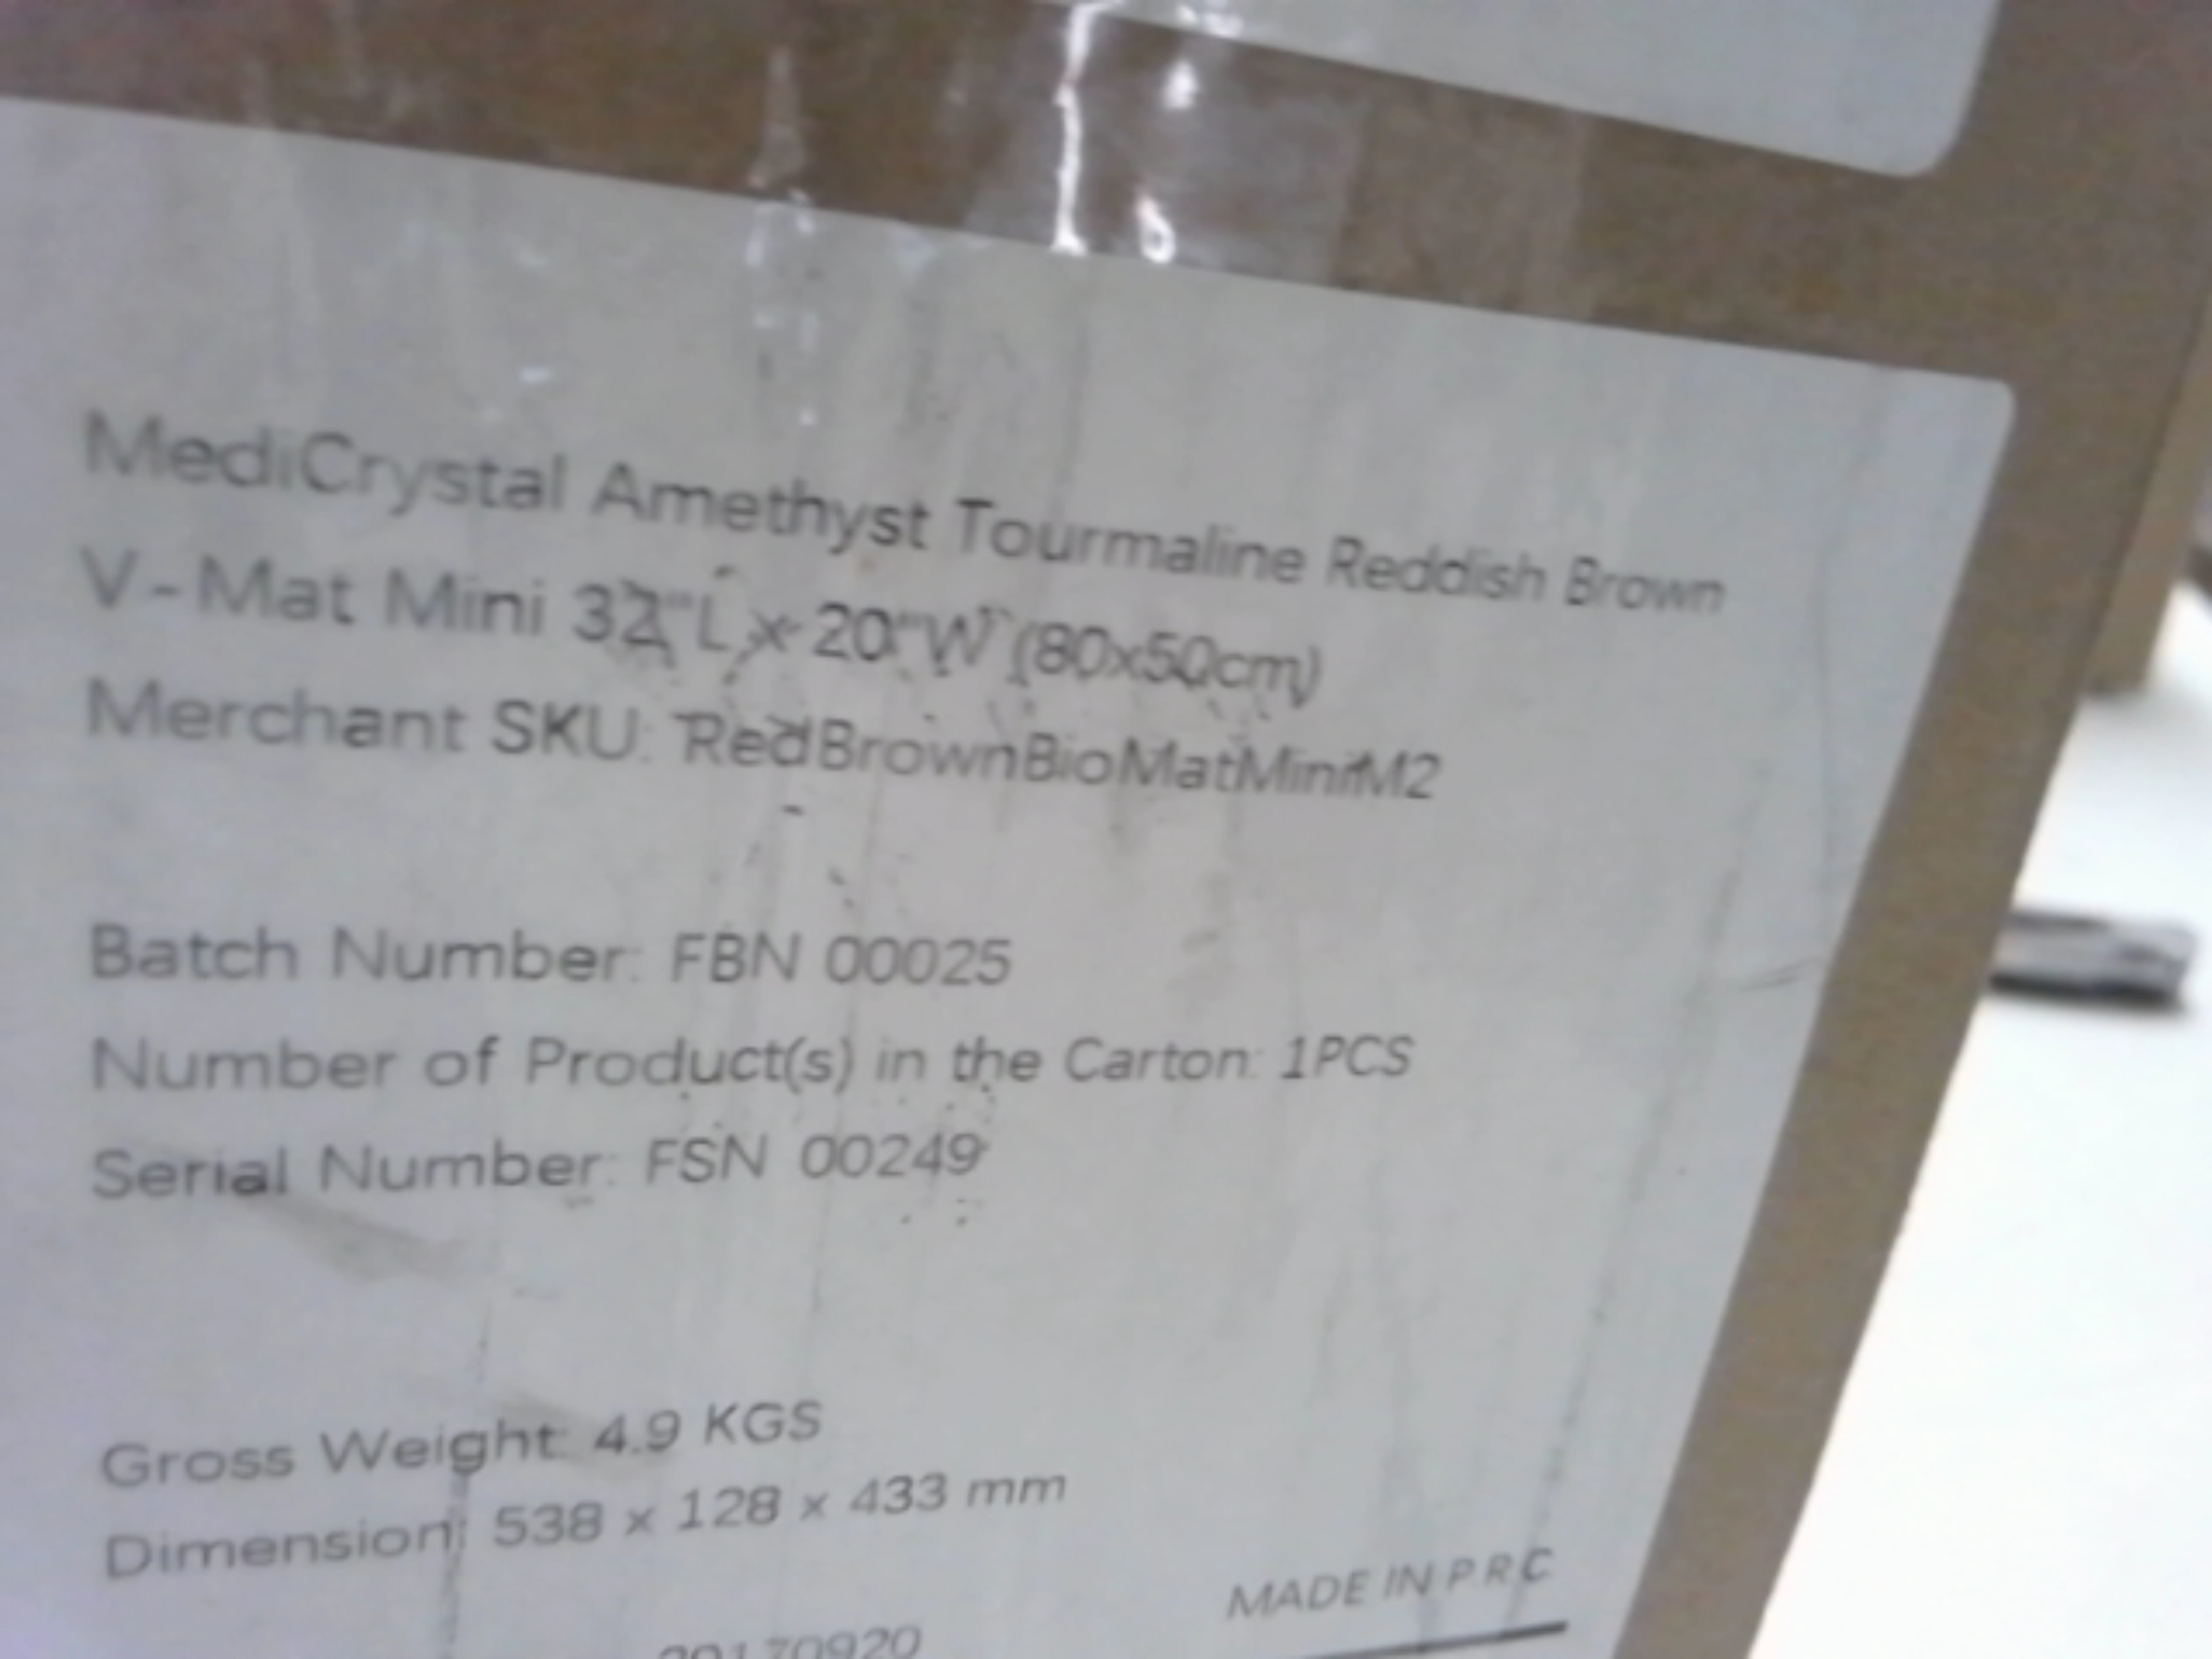 MediCrystal Amethyst Tourmaline Reddish Brown
V-Mat Mini 32"L x 20"W (80x50cm)
Merchant SKU: RedBrownBioMatMiniM2
Batch Number: FBN 00025
Number of Product(s) in the Carton: 1PCS
Serial Number: FSN 00249
Gross Weight: 4.9 KGS
Dimension: 538 x 128 x 433 mm
MADE IN P R C
20170920